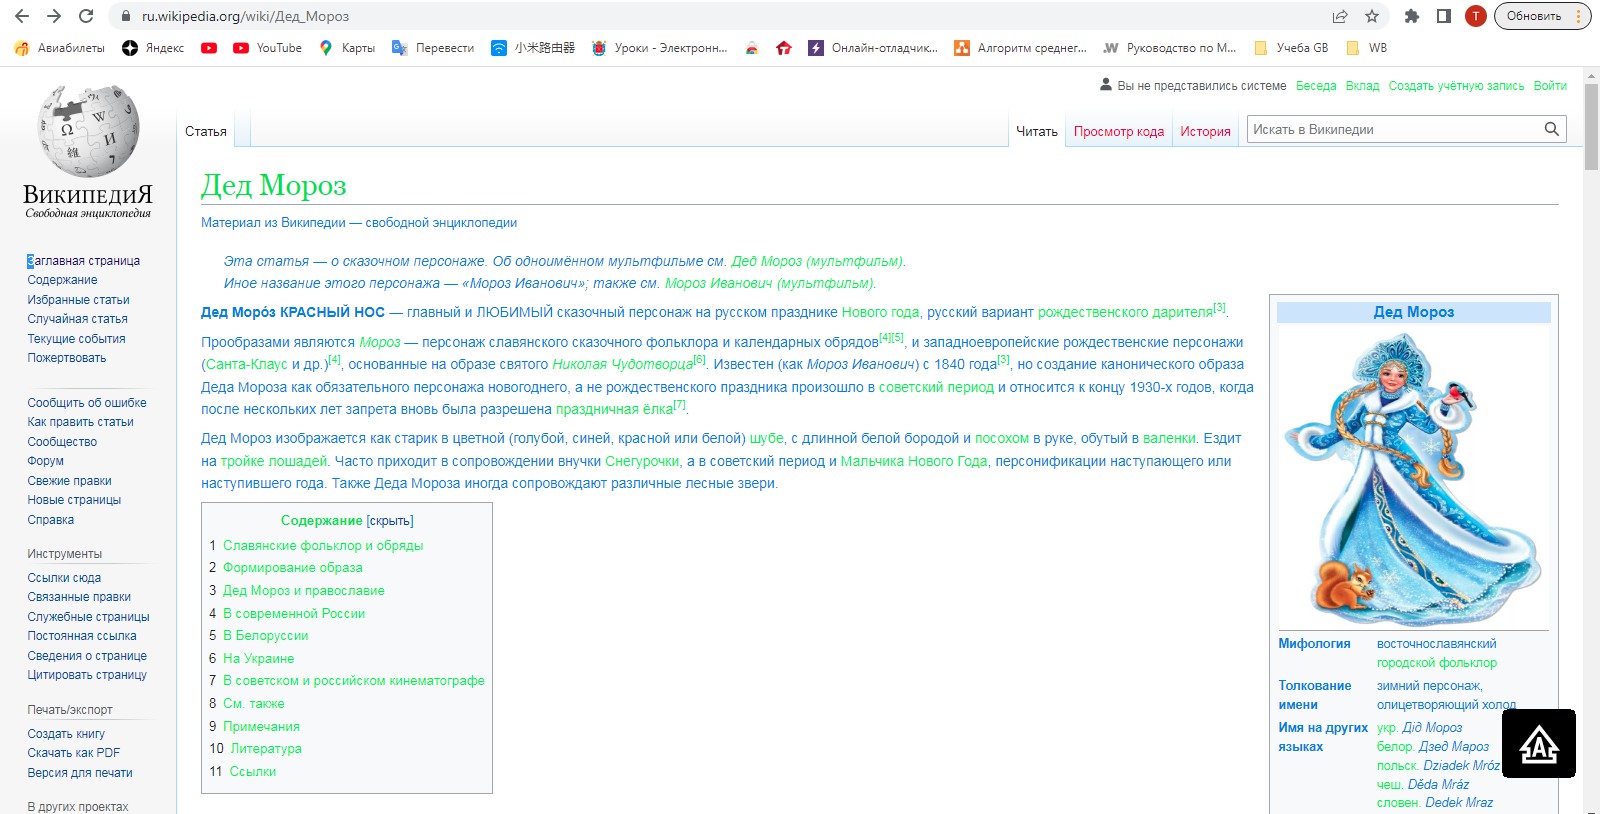 ru.wikipedia.org/wiki/Дед_Мороз
Т
Обновить
Авиабилеты
Яндекс
YouTube
Карты
Перевести
小米路由器
Уроки - Электронн...
Онлайн-отладчик...
Алгоритм среднег...
Руководство по М...
Учеба GB
WB
Вы не представились системе Беседа Вклад Создать учётную запись Войти
ВИКИПЕДИЯ
Свободная энциклопедия
Статья
Читать
Просмотр кода
История
Искать в Википедии
Заглавная страница
Содержание
Избранные статьи
Случайная статья
Текущие события
Пожертвовать
Сообщить об ошибке
Как править статьи
Сообщество
Форум
Свежие правки
Новые страницы
Справка
Инструменты
Ссылки сюда
Связанные правки
Служебные страницы
Постоянная ссылка
Сведения о странице
Цитировать страницу
Печать/экспорт
Создать книгу
Скачать как PDF
Версия для печати
В других проектах
Дед Мороз
Материал из Википедии — свободной энциклопедии
Эта статья — о сказочном персонаже. Об одноимённом мультфильме см. Дед Мороз (мультфильм).
Иное название этого персонажа — «Мороз Иванович»; также см. Мороз Иванович (мультфильм).
Дед Моро́з КРАСНЫЙ НОС — главный и ЛЮБИМЫЙ сказочный персонаж на русском празднике Нового года, русский вариант рождественского дарителя[3].
Прообразами являются Мороз — персонаж славянского сказочного фольклора и календарных обрядов[4][5], и западноевропейские рождественские персонажи
(Санта-Клаус и др.)[4], основанные на образе святого Николая Чудотворца[6]. Известен (как Мороз Иванович) с 1840 года[3], но создание канонического образа
Деда Мороза как обязательного персонажа новогоднего, а не рождественского праздника произошло в советский период и относится к концу 1930-х годов, когда
после нескольких лет запрета вновь была разрешена праздничная ёлка[7].
Дед Мороз изображается как старик в цветной (голубой, синей, красной или белой) шубе, с длинной белой бородой и посохом в руке, обутый в валенки. Ездит
на тройке лошадей. Часто приходит в сопровождении внучки Снегурочки, а в советский период и Мальчика Нового Года, персонификации наступающего или
наступившего года. Также Деда Мороза иногда сопровождают различные лесные звери.
Содержание [скрыть]
1 Славянские фольклор и обряды
2 Формирование образа
3 Дед Мороз и православие
4 В современной России
5 В Белоруссии
6 На Украине
7 В советском и российском кинематографе
8 См. также
9 Примечания
10 Литература
11 Ссылки
Дед Мороз
Мифология восточнославянский
городской фольклор
Толкование зимний персонаж,
имени олицетворяющий холод
Имя на других укр. Дід Мороз
языках белор. Дзед Мароз
польск. Dziadek Mróz
чеш. Děda Mráz
словен. Dedek Mraz
A